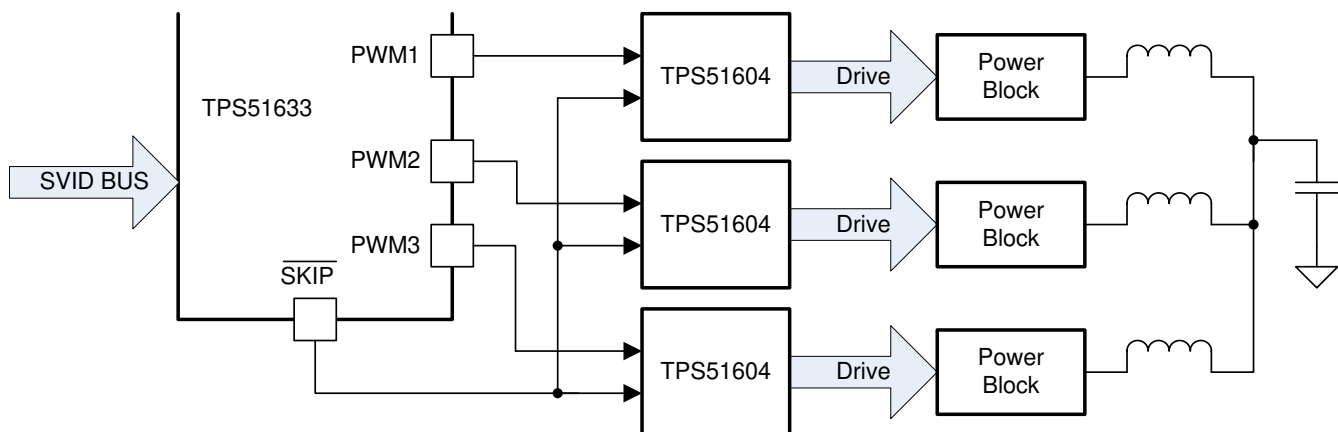 PWM1
TPS51633
PWM2
SVID BUS
PWM3
SKIP
TPS51604
Drive
Power
Block
TPS51604
Drive
Power
Block
TPS51604
Drive
Power
Block